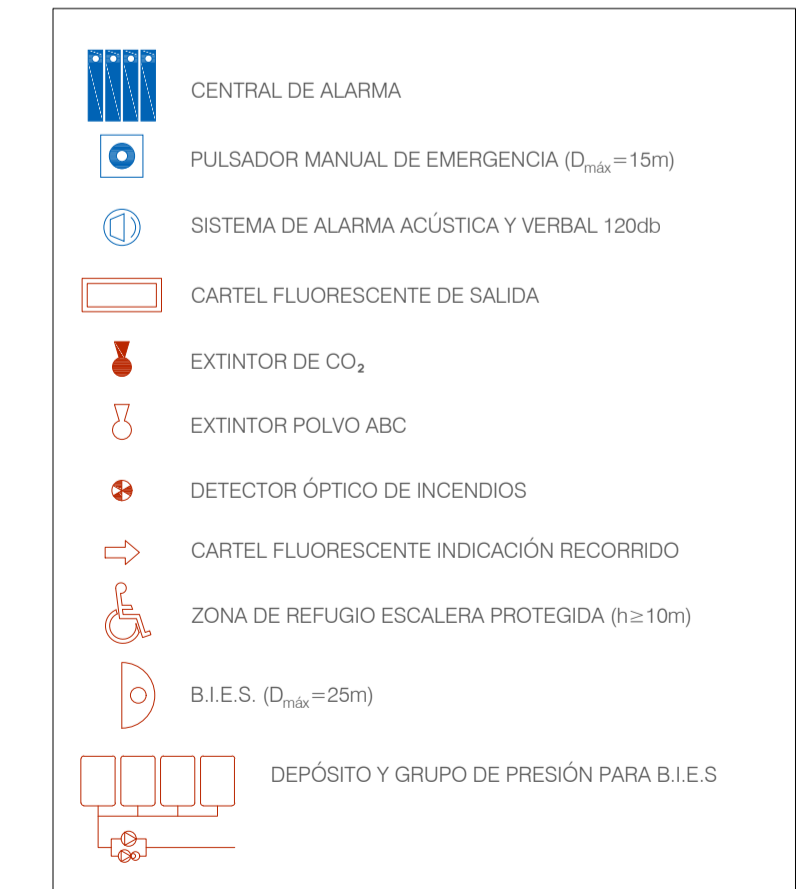 CENTRAL DE ALARMA
PULSADOR MANUAL DE EMERGENCIA (Dmáx=15m)
SISTEMA DE ALARMA ACÚSTICA Y VERBAL 120db
CARTEL FLUORESCENTE DE SALIDA
EXTINTOR DE CO₂
EXTINTOR POLVO ABC
DETECTOR ÓPTICO DE INCENDIOS
CARTEL FLUORESCENTE INDICACIÓN RECORRIDO
ZONA DE REFUGIO ESCALERA PROTEGIDA (h≥10m)
B.I.E.S. (Dmáx=25m)
DEPÓSITO Y GRUPO DE PRESIÓN PARA B.I.E.S